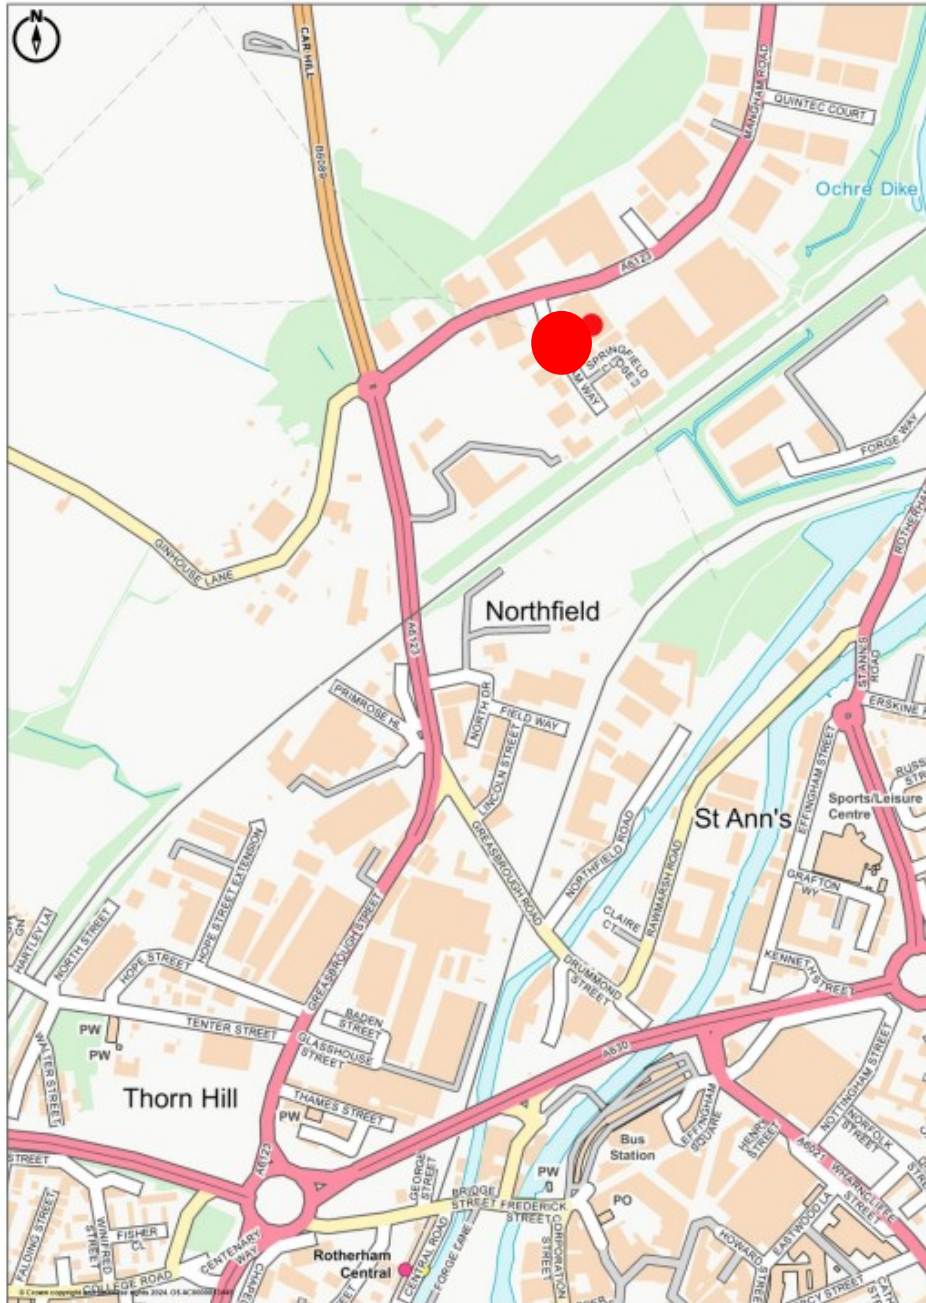 N
CAR HILL
B6089
MANGHAM ROAD
QUINTEC COURT
Ochre Dike
A6123
SPRINGFIELD
CLOSE
WAY
FORGE WAY
ROTHERHAM
GINHOUSE LANE
Northfield
A6123
ST ANN'S
ROAD
PRIMROSE HL
NORTH DR
FIELD WAY
ERSKINE
LINCOLN STREET
EFFINGHAM STREET
Sports/Leisure
Centre
St Ann's
GREASBROUGH ROAD
NORTHFIELD ROAD
RAWMARSH ROAD
GRAFTON
WY
CLAIRE
CT
HARTLEY LA
NORTH STREET
HOPE STREET EXTENSION
HOPE STREET
GREASBROUGH STREET
DRUMMOND
STREET
KENNETH STREET
PW
PW
WALTER STREET
TENTER STREET
BADEN
STREET
GLASSHOUSE
STREET
A630
NOTTINGHAM STREET
NORFOLK
STREET
Thorn Hill
THAMES STREET
PW
EFFINGHAM
SQUARE
HENRY
STREET
A6021
WHARNCLIFFE
STREET
Bus
Station
A6123
GEORGE
STREET
PW
PO
BRIDGE
STREET
FREDERICK
STREET
EASTWOOD LA
STREET
FALDING STREET
WINIFRED
STREET
FISHER
CL
CENTENARY
WAY
COLLEGE ROAD
Rotherham
Central
CENTRAL ROAD
FORGE LANE
CORPORATION
STREET
HOWARD
STREET